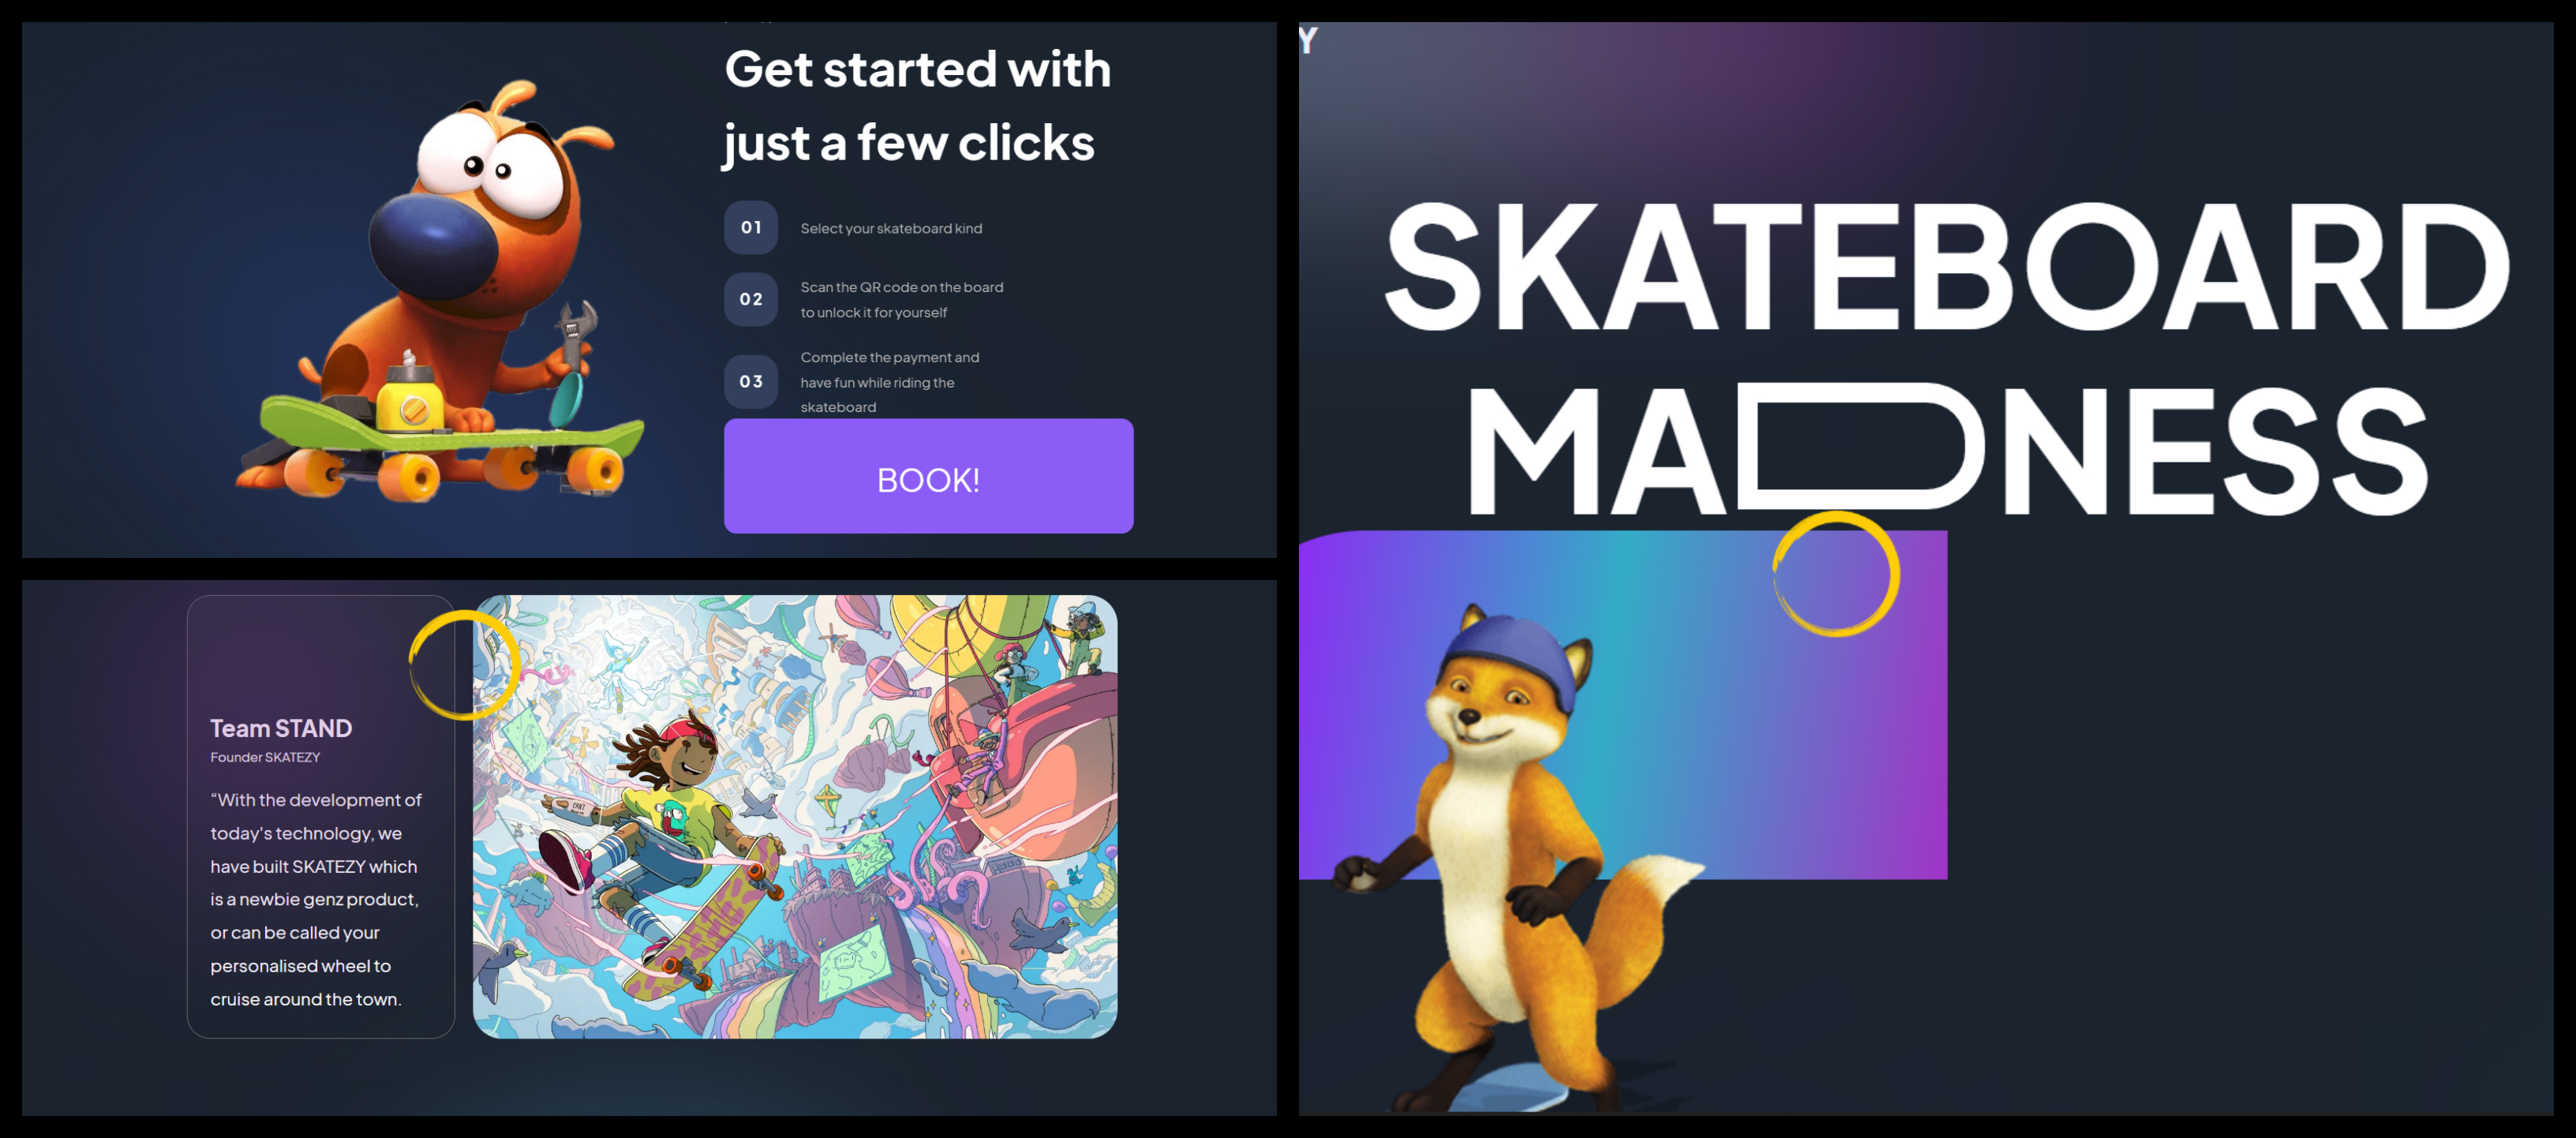 Get started with
just a few clicks
01
Select your skateboard kind
02
Scan the QR code on the board
to unlock it for yourself
03
Complete the payment and
have fun while riding the
skateboard
BOOK!
Team STAND
Founder SKATEZY
“With the development of
today's technology, we
have built SKATEZY which
is a newbie genz product,
or can be called your
personalised wheel to
cruise around the town.
Y
SKATEBOARD
MADNESS